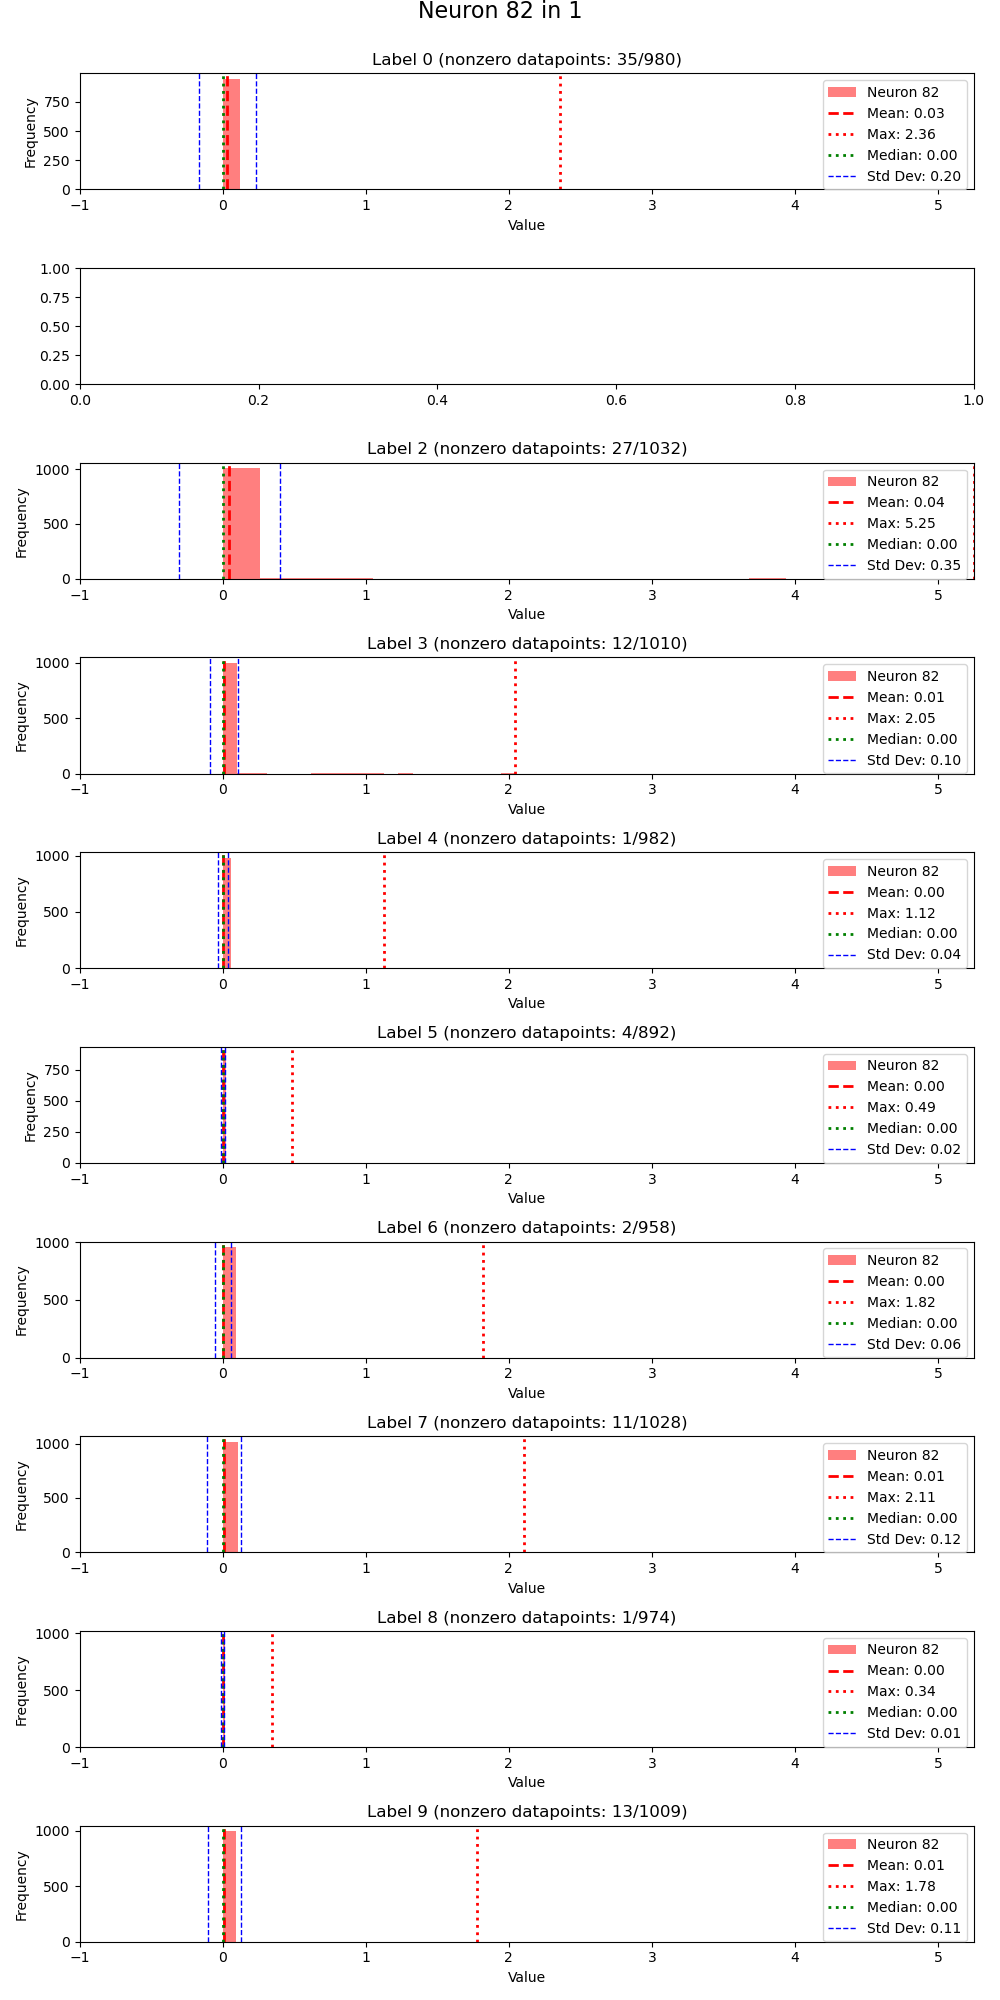 Neuron 82 in 1
Label 0 (nonzero datapoints: 35/980)
Frequency
750
500
250
0
Neuron 82
Mean: 0.03
Max: 2.36
Median: 0.00
Std Dev: 0.20
−1 0 1 2 3 4 5
Value
1.00
0.75
0.50
0.25
0.00
0.0 0.2 0.4 0.6 0.8 1.0
Label 2 (nonzero datapoints: 27/1032)
Frequency
1000
500
0
Neuron 82
Mean: 0.04
Max: 5.25
Median: 0.00
Std Dev: 0.35
−1 0 1 2 3 4 5
Value
Label 3 (nonzero datapoints: 12/1010)
Frequency
1000
500
0
Neuron 82
Mean: 0.01
Max: 2.05
Median: 0.00
Std Dev: 0.10
−1 0 1 2 3 4 5
Value
Label 4 (nonzero datapoints: 1/982)
Frequency
1000
500
0
Neuron 82
Mean: 0.00
Max: 1.12
Median: 0.00
Std Dev: 0.04
−1 0 1 2 3 4 5
Value
Label 5 (nonzero datapoints: 4/892)
Frequency
750
500
250
0
Neuron 82
Mean: 0.00
Max: 0.49
Median: 0.00
Std Dev: 0.02
−1 0 1 2 3 4 5
Value
Label 6 (nonzero datapoints: 2/958)
Frequency
1000
500
0
Neuron 82
Mean: 0.00
Max: 1.82
Median: 0.00
Std Dev: 0.06
−1 0 1 2 3 4 5
Value
Label 7 (nonzero datapoints: 11/1028)
Frequency
1000
500
0
Neuron 82
Mean: 0.01
Max: 2.11
Median: 0.00
Std Dev: 0.12
−1 0 1 2 3 4 5
Value
Label 8 (nonzero datapoints: 1/974)
Frequency
1000
500
0
Neuron 82
Mean: 0.00
Max: 0.34
Median: 0.00
Std Dev: 0.01
−1 0 1 2 3 4 5
Value
Label 9 (nonzero datapoints: 13/1009)
Frequency
1000
500
0
Neuron 82
Mean: 0.01
Max: 1.78
Median: 0.00
Std Dev: 0.11
−1 0 1 2 3 4 5
Value